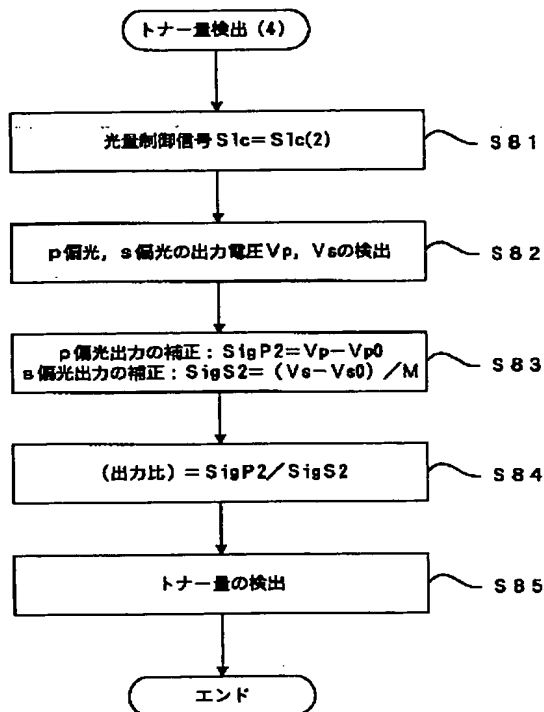 トナー量検出(4)
光量制御信号Slc=Slc(2)
S81
p偏光,s偏光の出力電圧Vp,Vsの検出
S82
p偏光出力の補正:SigP2=Vp-Vp0
s偏光出力の補正:SigS2=(Vs-Vs0)/M
S83
(出力比)=SigP2/SigS2
S84
トナー量の検出
S85
エンド